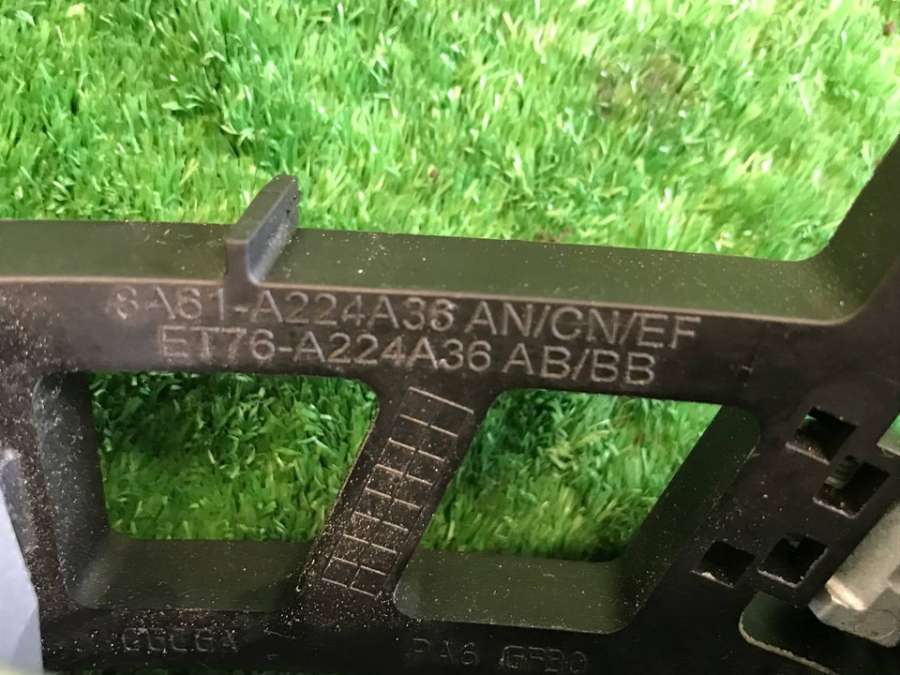 8A61-A224A36 AN/CN/EF
ET76-A224A36 AB/BB
PA6 GF30